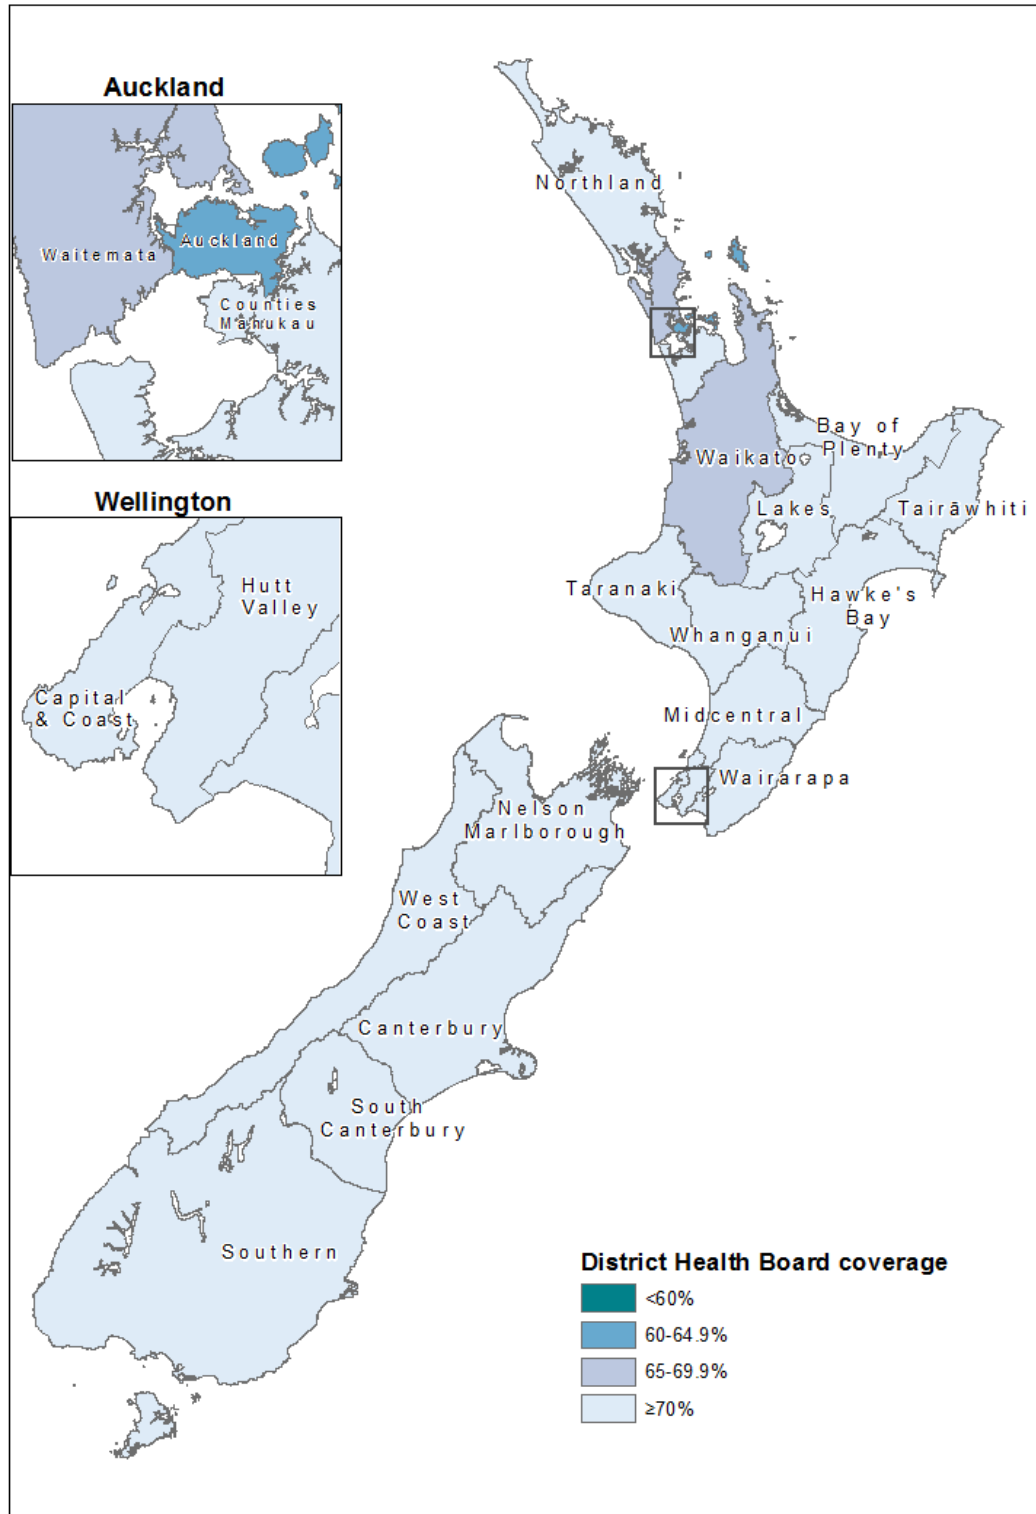 Auckland
Waitemata
Auckland
Counties
Manukau
Wellington
Hutt
Valley
Capital
& Coast
Northland
Bay of
Plenty
Waikato
Lakes
Tairāwhiti
Taranaki
Hawke's
Bay
Whanganui
Midcentral
Wairarapa
Nelson
Marlborough
West
Coast
Canterbury
South
Canterbury
Southern
District Health Board coverage
<60%
60-64.9%
65-69.9%
≥70%